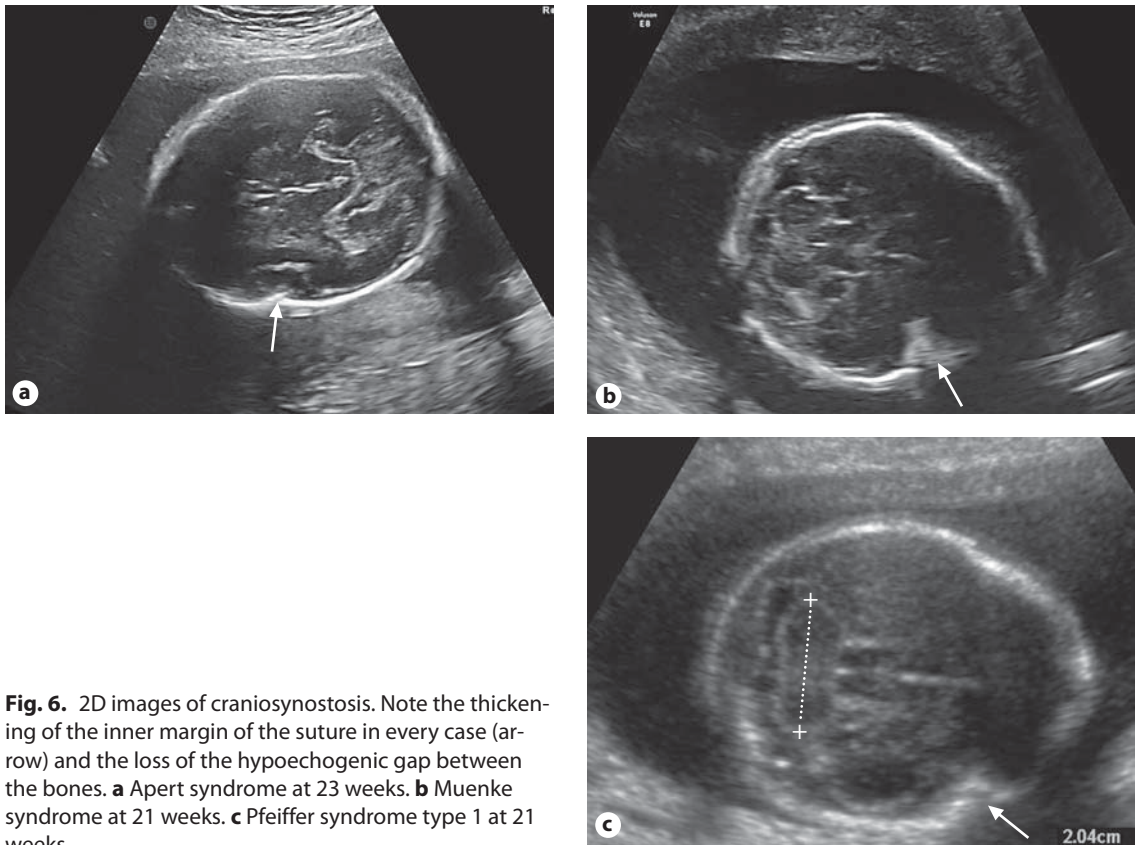 R
Voluson
E8
a
b
c
2.04cm
Fig. 6. 2D images of craniosynostosis. Note the thicken-
ing of the inner margin of the suture in every case (ar-
row) and the loss of the hypoechogenic gap between
the bones. a Apert syndrome at 23 weeks. b Muenke
syndrome at 21 weeks. c Pfeiffer syndrome type 1 at 21
weeks.